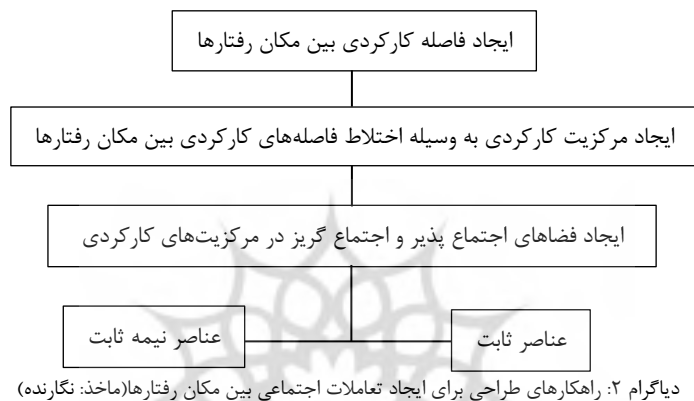 ایجاد فاصله کارکردی بین مکان رفتارها
ایجاد مرکزیت کارکردی به وسیله اختلاط فاصله‌های کارکردی بین مکان رفتارها
ایجاد فضاهای اجتماع پذیر و اجتماع گریز در مرکزیت‌های کارکردی
عناصر ثابت
عناصر نیمه ثابت
دیاگرام ۲: راهکارهای طراحی برای ایجاد تعاملات اجتماعی بین مکان رفتارها(ماخذ: نگارنده)